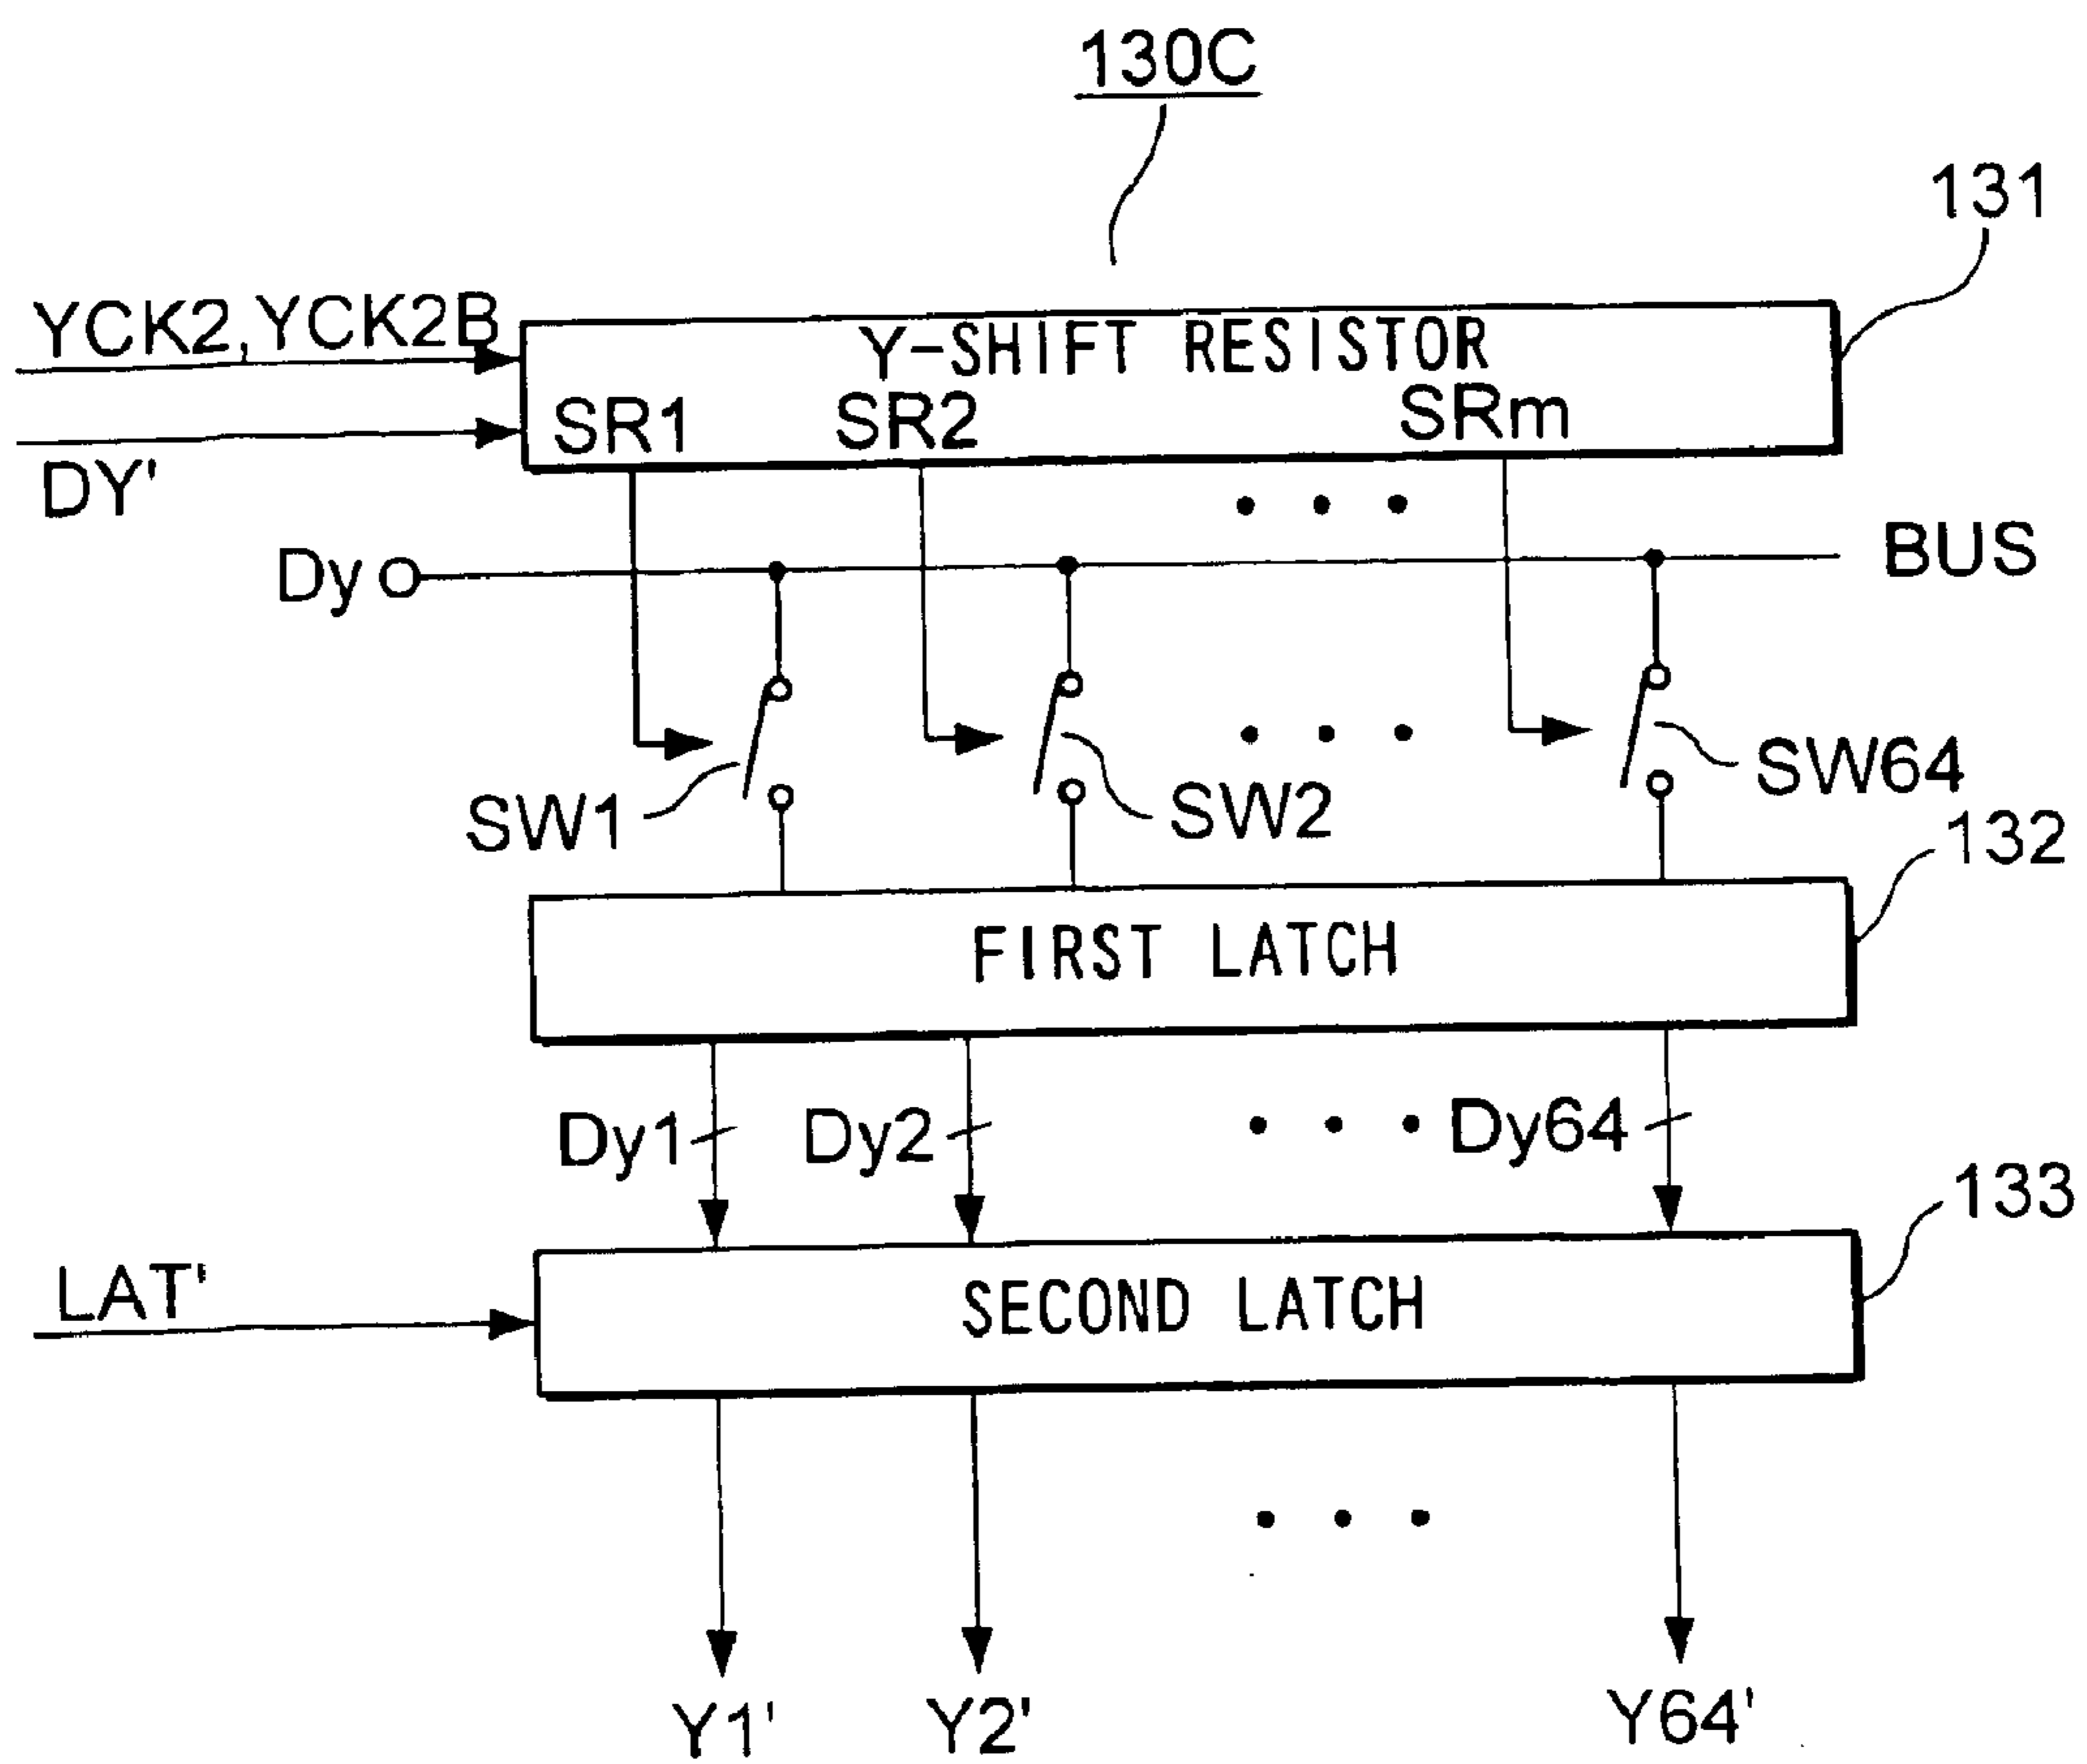 130C
131
YCK2,YCK2B
Y-SHIFT RESISTOR
SR1 SR2 SRm
DY'
Dy
BUS
SW1
SW2
SW64
132
FIRST LATCH
Dy1 Dy2 Dy64
133
LAT'
SECOND LATCH
Y1' Y2' Y64'